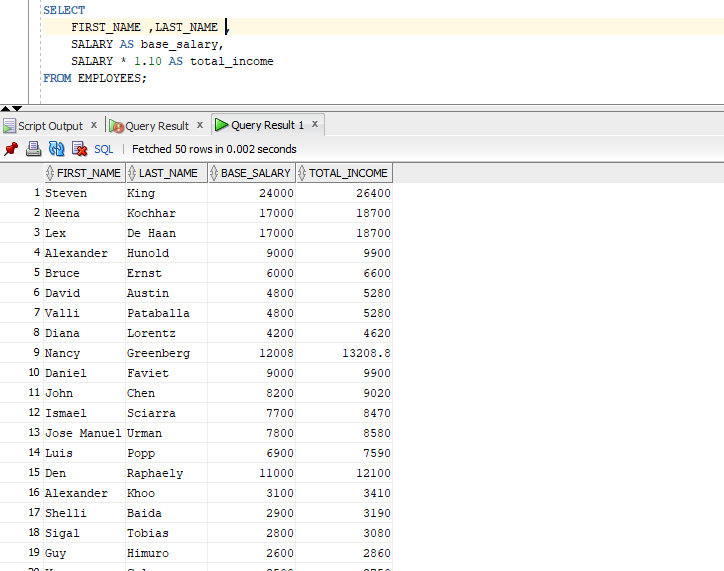 SELECT
FIRST_NAME ,LAST_NAME ,
SALARY AS base_salary,
SALARY * 1.10 AS total_income
FROM EMPLOYEES;
Script Output x Query Result x Query Result 1 x
SQL | Fetched 50 rows in 0.002 seconds
FIRST_NAME LAST_NAME BASE_SALARY TOTAL_INCOME
1 Steven King 24000 26400
2 Neena Kochhar 17000 18700
3 Lex De Haan 17000 18700
4 Alexander Hunold 9000 9900
5 Bruce Ernst 6000 6600
6 David Austin 4800 5280
7 Valli Pataballa 4800 5280
8 Diana Lorentz 4200 4620
9 Nancy Greenberg 12008 13208.8
10 Daniel Faviet 9000 9900
11 John Chen 8200 9020
12 Ismael Sciarra 7700 8470
13 Jose Manuel Urman 7800 8580
14 Luis Popp 6900 7590
15 Den Raphaely 11000 12100
16 Alexander Khoo 3100 3410
17 Shelli Baida 2900 3190
18 Sigal Tobias 2800 3080
19 Guy Himuro 2600 2860